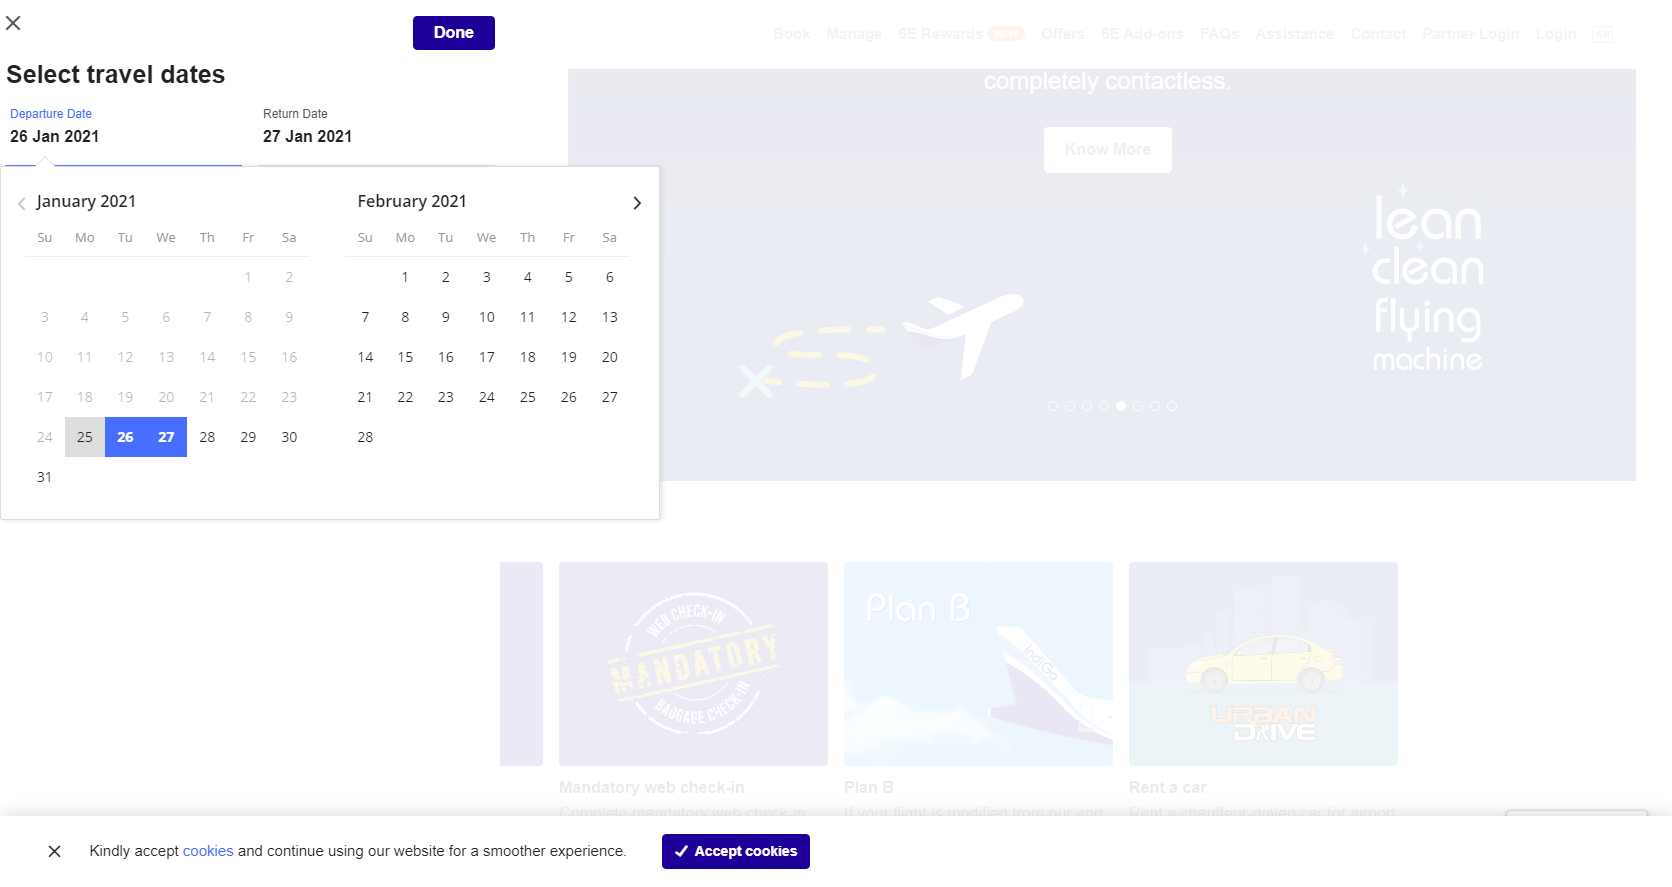 Done
Book Manage 6E Rewards NEW Offers 6E Add-ons FAQs Assistance Contact Partner Login Login
Select travel dates
completely contactless.
Departure Date Return Date
26 Jan 2021 27 Jan 2021
Know More
January 2021 February 2021
Su Mo Tu We Th Fr Sa Su Mo Tu We Th Fr Sa
1 2 1 2 3 4 5 6
3 4 5 6 7 8 9 7 8 9 10 11 12 13
10 11 12 13 14 15 16 14 15 16 17 18 19 20
17 18 19 20 21 22 23 21 22 23 24 25 26 27
24 25 26 27 28 29 30 28
31
lean
clean
flying
machine
WEB CHECK-IN
MANDATORY
BAGGAGE CHECK-IN
Plan B
IndiGo
URBAN
DRIVE
Mandatory web check-in Plan B Rent a car
Complete mandatory web check-in If your flight is modified from our end Rent a chauffeur-driven car for airport
Kindly accept cookies and continue using our website for a smoother experience. Accept cookies